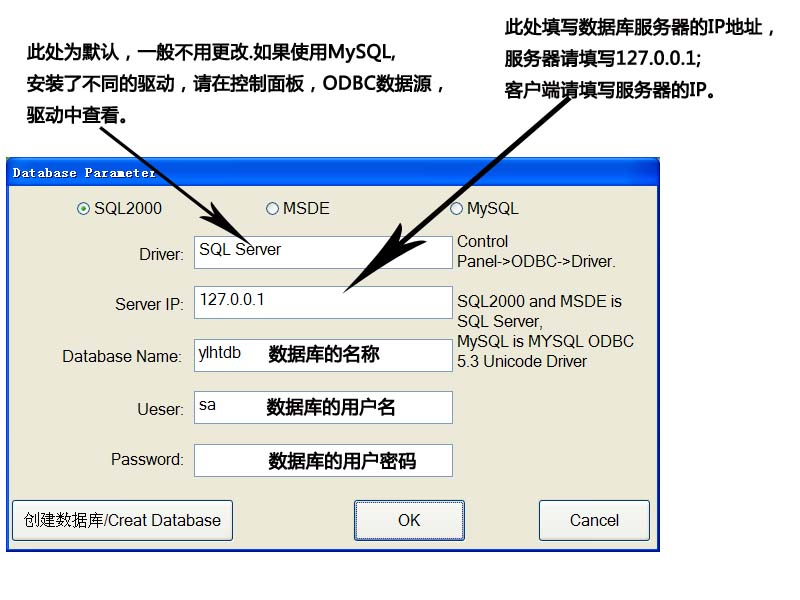 此处填写数据库服务器的IP地址，
服务器请填写127.0.0.1;
客户端请填写服务器的IP。
此处为默认，一般不用更改.如果使用MySQL,
安装了不同的驱动，请在控制面板，ODBC数据源，
驱动中查看。
Database Parameter
SQL2000
MSDE
MySQL
Driver:
SQL Server
Control
Panel->ODBC->Driver.
Server IP:
127.0.0.1
SQL2000 and MSDE is
SQL Server,
MySQL is MYSQL ODBC
5.3 Unicode Driver
Database Name:
ylhtdb 数据库的名称
Ueser:
sa 数据库的用户名
Password:
数据库的用户密码
创建数据库/Creat Database
OK
Cancel